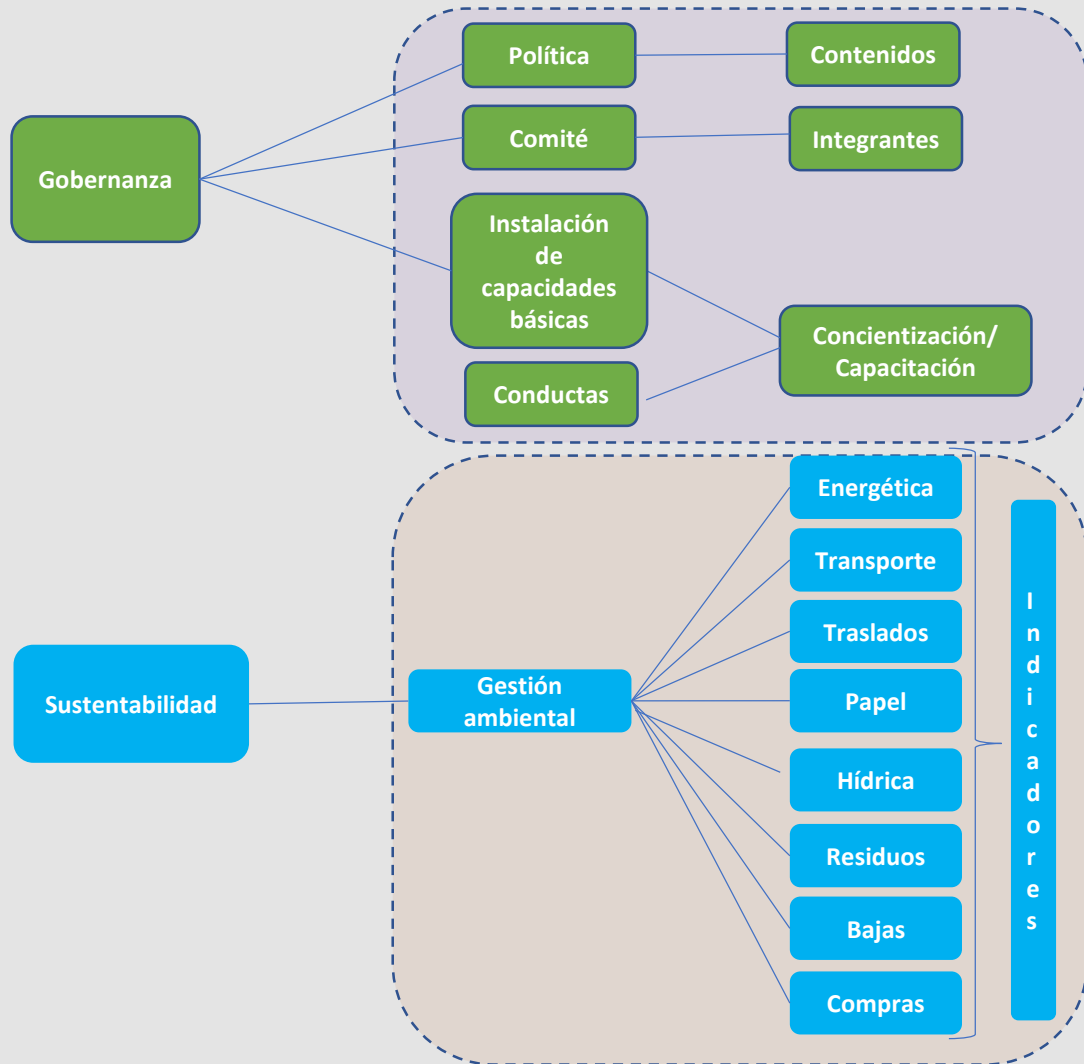 Política
Contenidos
Comité
Integrantes
Gobernanza
Instalación
de
capacidades
básicas
Concientización/
Capacitación
Conductas
Energética
Transporte
Traslados
Sustentabilidad
Gestión
ambiental
Papel
Hídrica
Residuos
Bajas
Compras
Indicadores